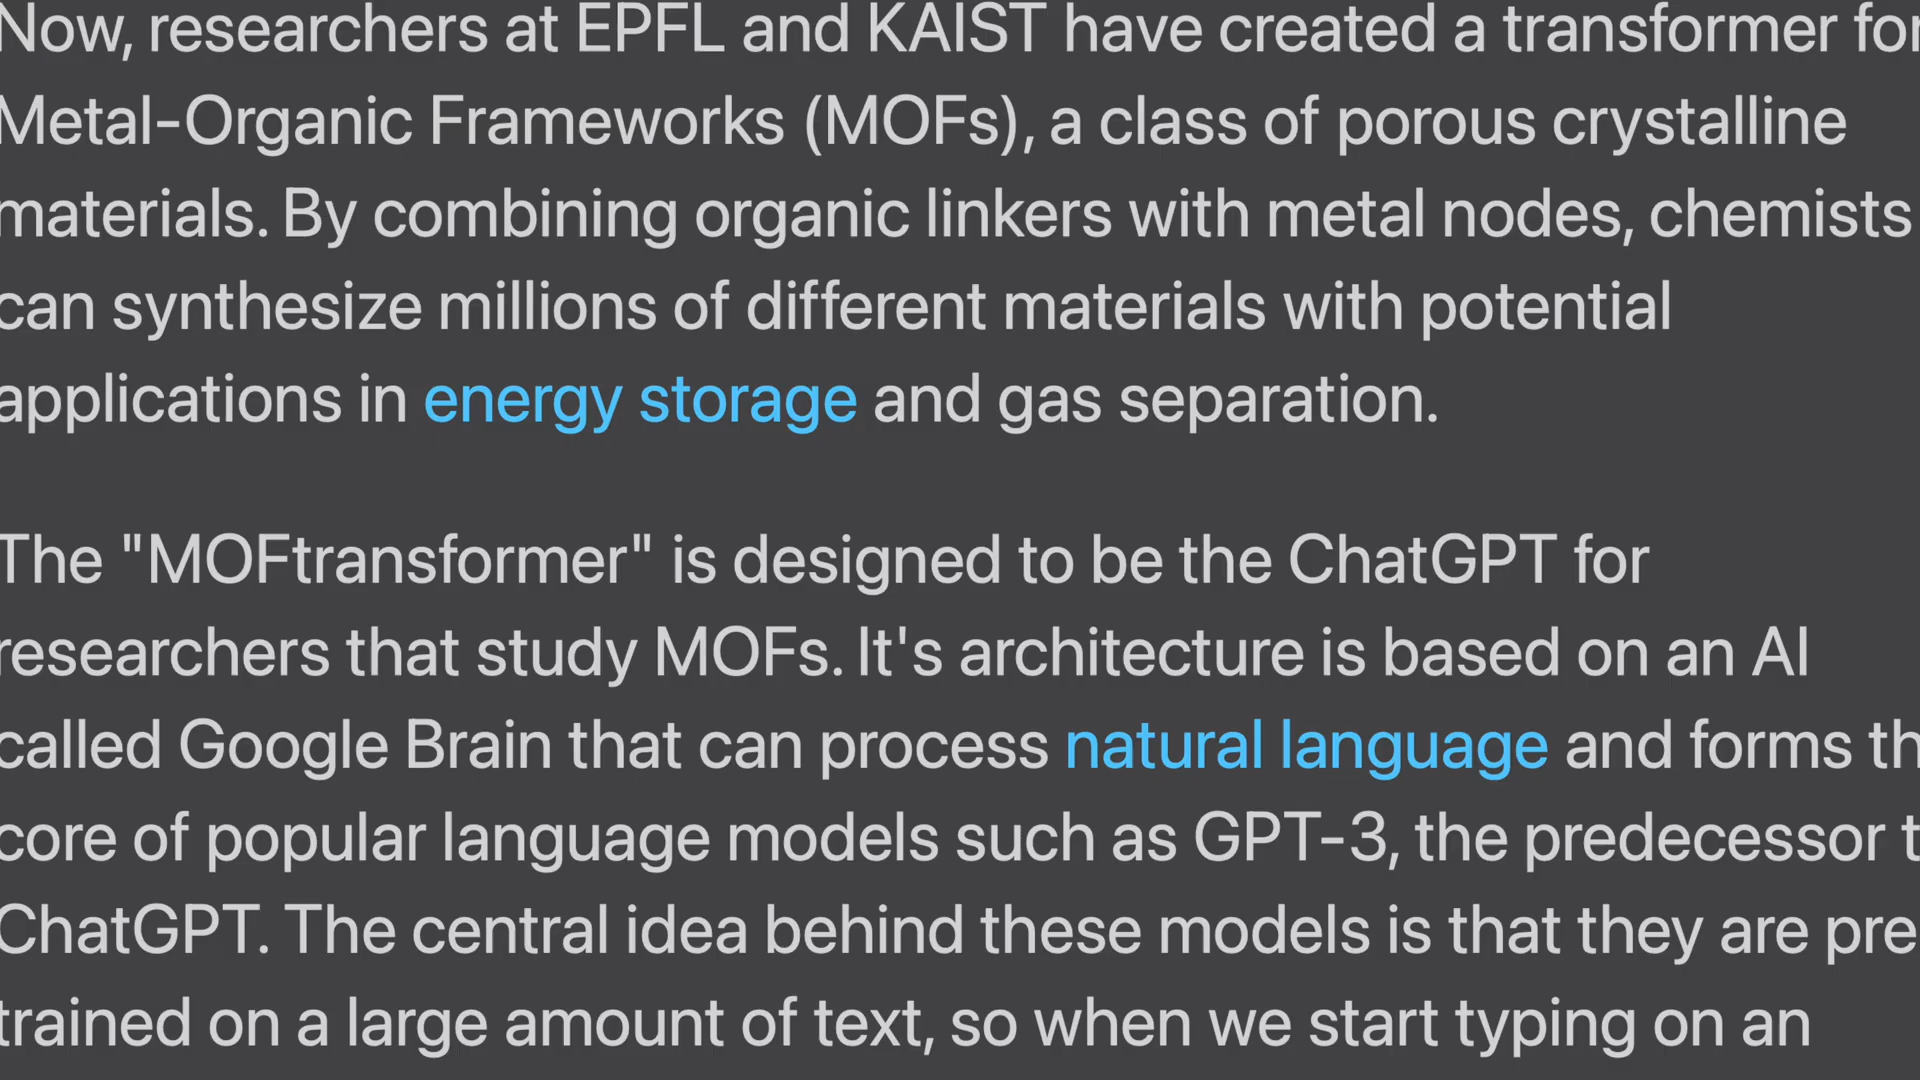 Now, researchers at EPFL and KAIST have created a transformer for
Metal-Organic Frameworks (MOFs), a class of porous crystalline
materials. By combining organic linkers with metal nodes, chemists
can synthesize millions of different materials with potential
applications in energy storage and gas separation.
The "MOFtransformer" is designed to be the ChatGPT for
researchers that study MOFs. It's architecture is based on an AI
called Google Brain that can process natural language and forms th
core of popular language models such as GPT-3, the predecessor t
ChatGPT. The central idea behind these models is that they are pre
trained on a large amount of text, so when we start typing on an